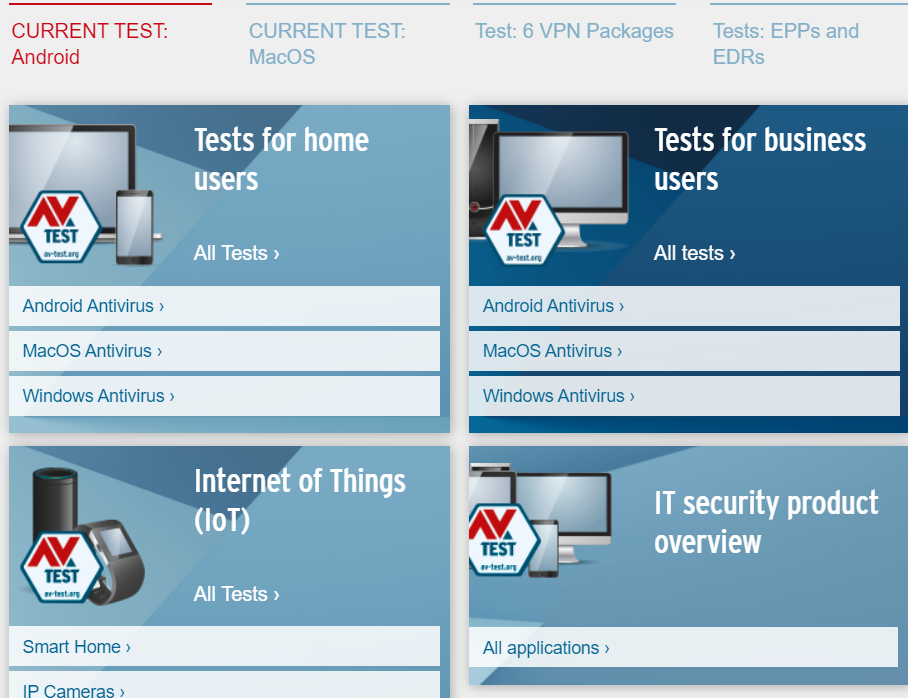 CURRENT TEST:
Android
CURRENT TEST:
MacOS
Test: 6 VPN Packages
Tests: EPPs and
EDRs
Tests for home
users
AV
TEST
av-test.org
All Tests ›
Android Antivirus ›
MacOS Antivirus ›
Windows Antivirus ›
Tests for business
users
AV
TEST
av-test.org
All tests ›
Android Antivirus ›
MacOS Antivirus ›
Windows Antivirus ›
Internet of Things
(IoT)
AV
TEST
av-test.org
All Tests ›
Smart Home ›
IP Cameras ›
IT security product
overview
AV
TEST
av-test.org
All applications ›